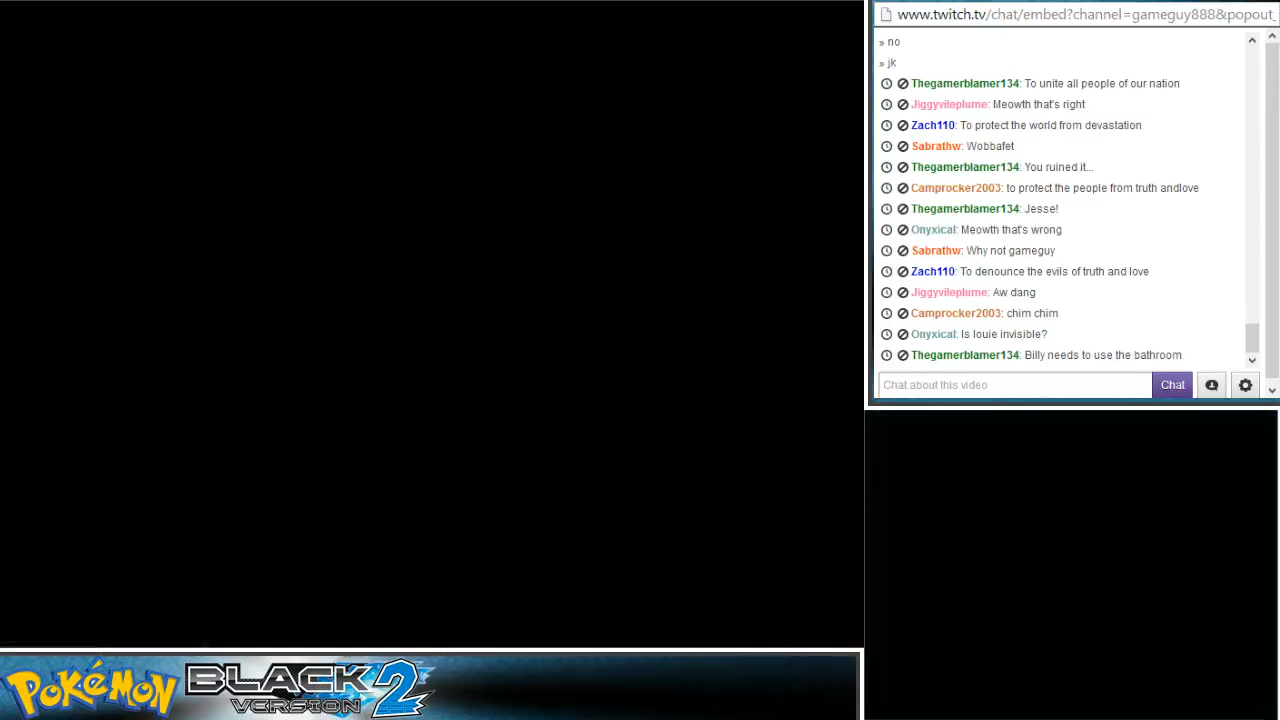 www.twitch.tv/chat/embed?channel=gameguy888&popout_
» no
» jk
Thegamerblamer134: To unite all people of our nation
Jiggyvileplume: Meowth that's right
Zach110: To protect the world from devastation
Sabrathw: Wobbafet
Thegamerblamer134: You ruined it...
Camprocker2003: to protect the people from truth andlove
Thegamerblamer134: Jesse!
Onyxical: Meowth that's wrong
Sabrathw: Why not gameguy
Zach110: To denounce the evils of truth and love
Jiggyvileplume: Aw dang
Camprocker2003: chim chim
Onyxical: Is louie invisible?
Thegamerblamer134: Billy needs to use the bathroom
Chat about this video
Chat
POKéMON BLACK 2
VERSION